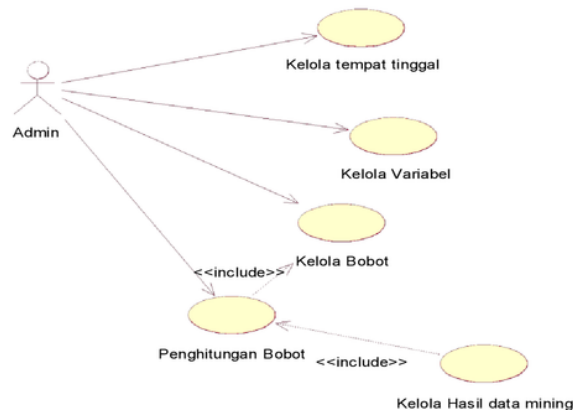 Kelola tempat tinggal
Admin
Kelola Variabel
Kelola Bobot
<<include>>
Penghitungan Bobot
<<include>>
Kelola Hasil data mining